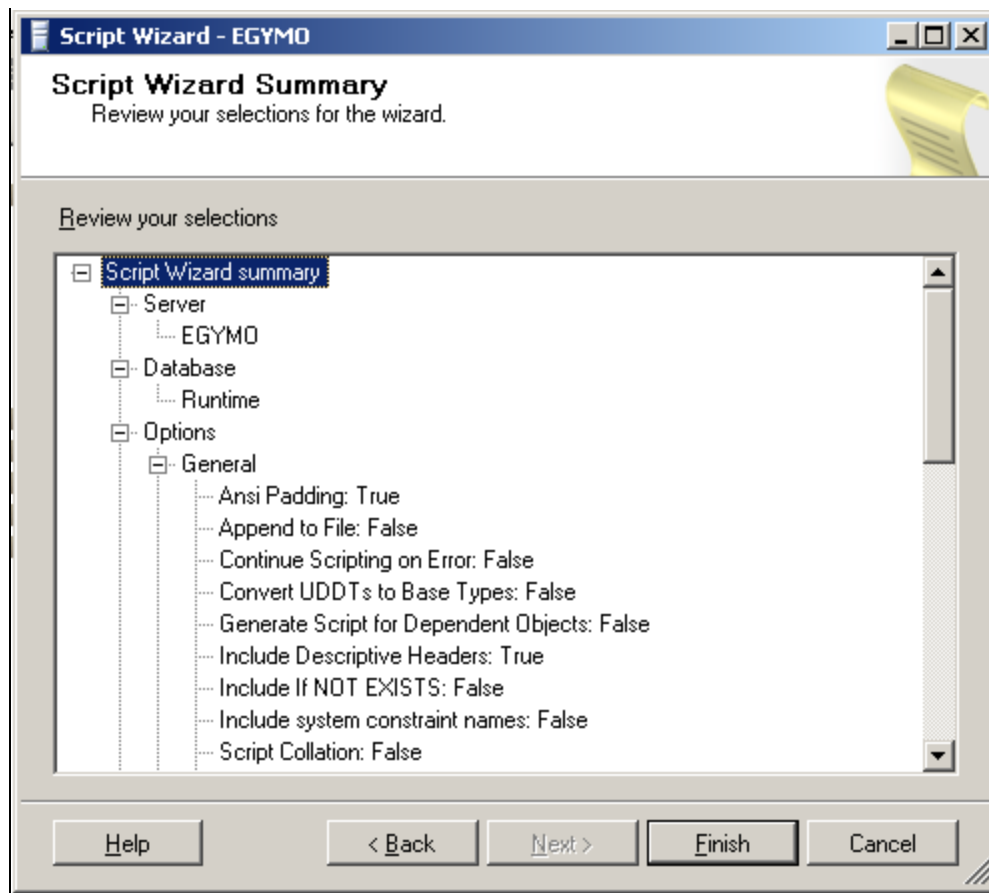 Script Wizard - EGYMO
Script Wizard Summary
Review your selections for the wizard.
Review your selections
Script Wizard summary
Server
EGYMO
Database
Runtime
Options
General
Ansi Padding: True
Append to File: False
Continue Scripting on Error: False
Convert UDDTs to Base Types: False
Generate Script for Dependent Objects: False
Include Descriptive Headers: True
Include If NOT EXISTS: False
Include system constraint names: False
Script Collation: False
Help
< Back
Next >
Finish
Cancel